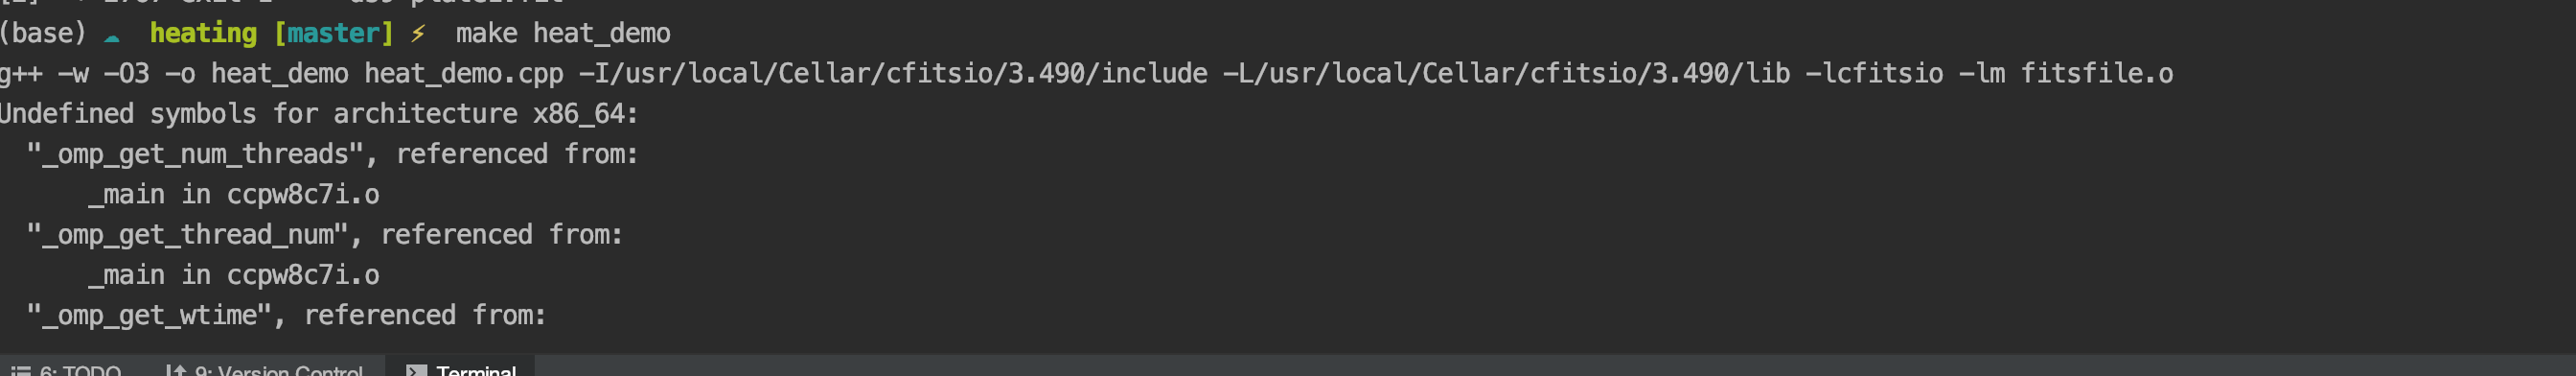 (base) ☁ heating [master] ⚡ make heat_demo
g++ -w -O3 -o heat_demo heat_demo.cpp -I/usr/local/Cellar/cfitsio/3.490/include -L/usr/local/Cellar/cfitsio/3.490/lib -lcfitsio -lm fitsfile.o
Undefined symbols for architecture x86_64:
"_omp_get_num_threads", referenced from:
_main in ccpw8c7i.o
"_omp_get_thread_num", referenced from:
_main in ccpw8c7i.o
"_omp_get_wtime", referenced from:
6: TODO 9: Version Control Terminal